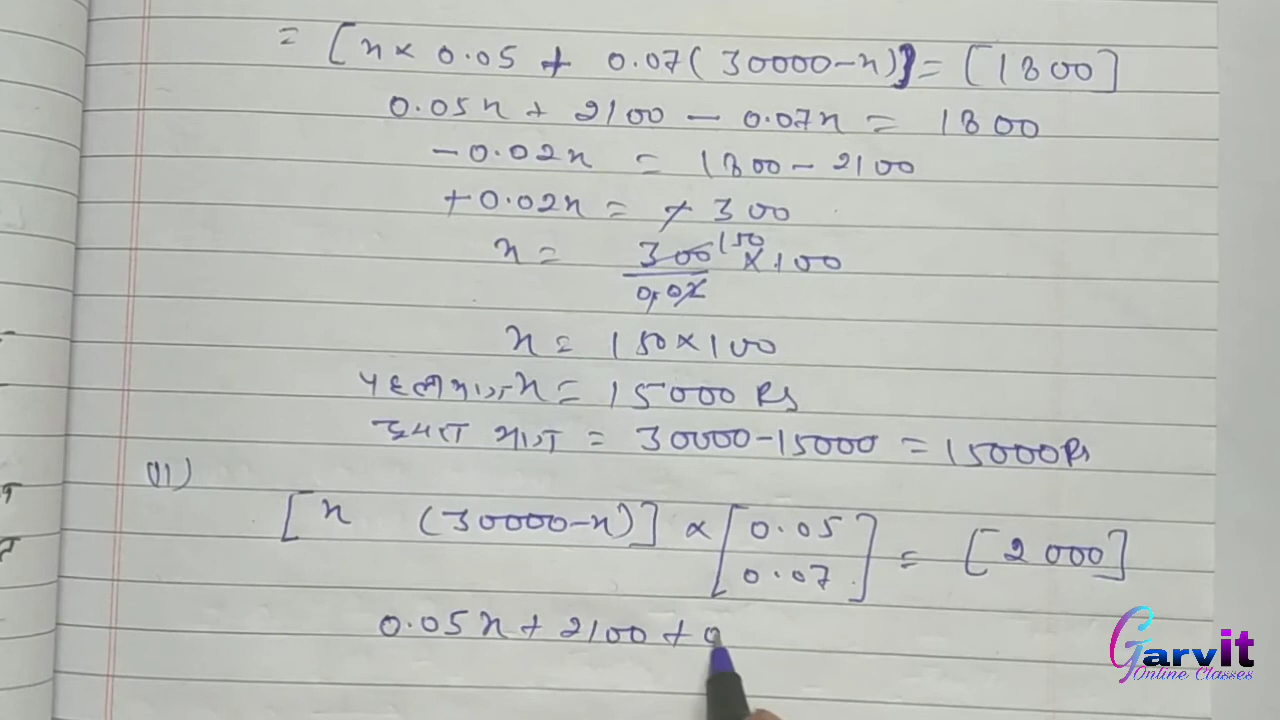 = [x × 0.05 + 0.07(30000-x)] = [1800]
0.05x + 2100 - 0.07x = 1800
-0.02x = 1800 - 2100
+0.02x = + 300
x = 300 150 × 100
0.02
x = 150×100
पहला भाग x = 15000 Rs
दूसरा भाग = 30000-15000 = 15000 Rs
(11)
[x (30000-x)] × [0.05 0.07] = [2000]
0.05x + 2100 + 0
Garvit
Online Classes